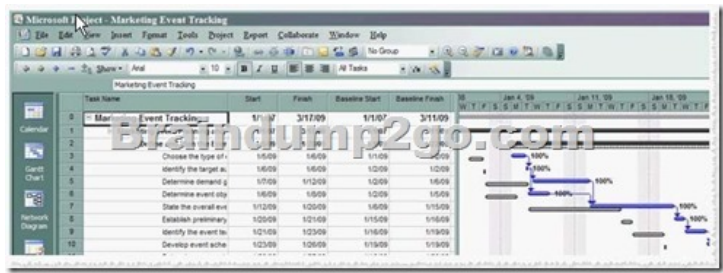 Microsoft Project - Marketing Event Tracking
File Edit View Insert Format Tools Project Report Collaborate Window Help
No Group
Show Arial 10 B I U All Tasks
Marketing Event Tracking
Task Name Start Finish Baseline Start Baseline Finish Jan 4, '09 Jan 11, '09 Jan 18, '09
W T F S S M T W T F S S M T W T F S S M T W T F S
0 Marketing Event Tracking 3/17/09 1/1/07 3/11/09
Braindump2go.com
1
2
3 Choose the type of 1/5/09 1/6/09 1/1/09 100%
4 Identify the target au 1/6/09 1/6/09 1/2/09 1/6/09 100%
5 Determine demand g 1/7/09 1/12/09 1/2/09 1/6/09 100%
6 Determine event obj 1/6/09 1/8/09 1/2/09 1/5/09 100%
7 State the overall eve 1/12/09 1/20/09 1/6/09 1/15/09 100%
8 Establish preliminary 1/20/09 1/21/09 1/15/09 1/16/09 100%
9 Identify the event te 1/21/09 1/23/09 1/16/09 1/19/09
10 Develop event sche 1/23/09 1/26/09 1/19/09 1/19/09
Calendar
Gantt Chart
Network Diagram